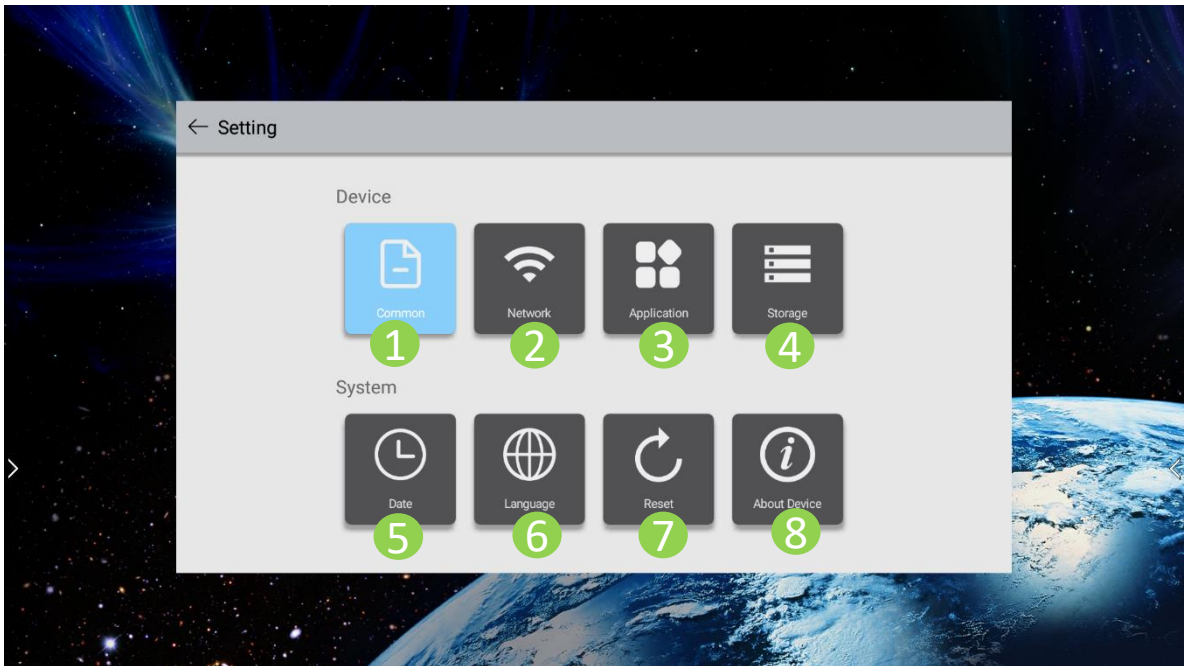 Setting
Device
Common Network Application Storage
1 2 3 4
System
Date Language Reset About Device
5 6 7 8